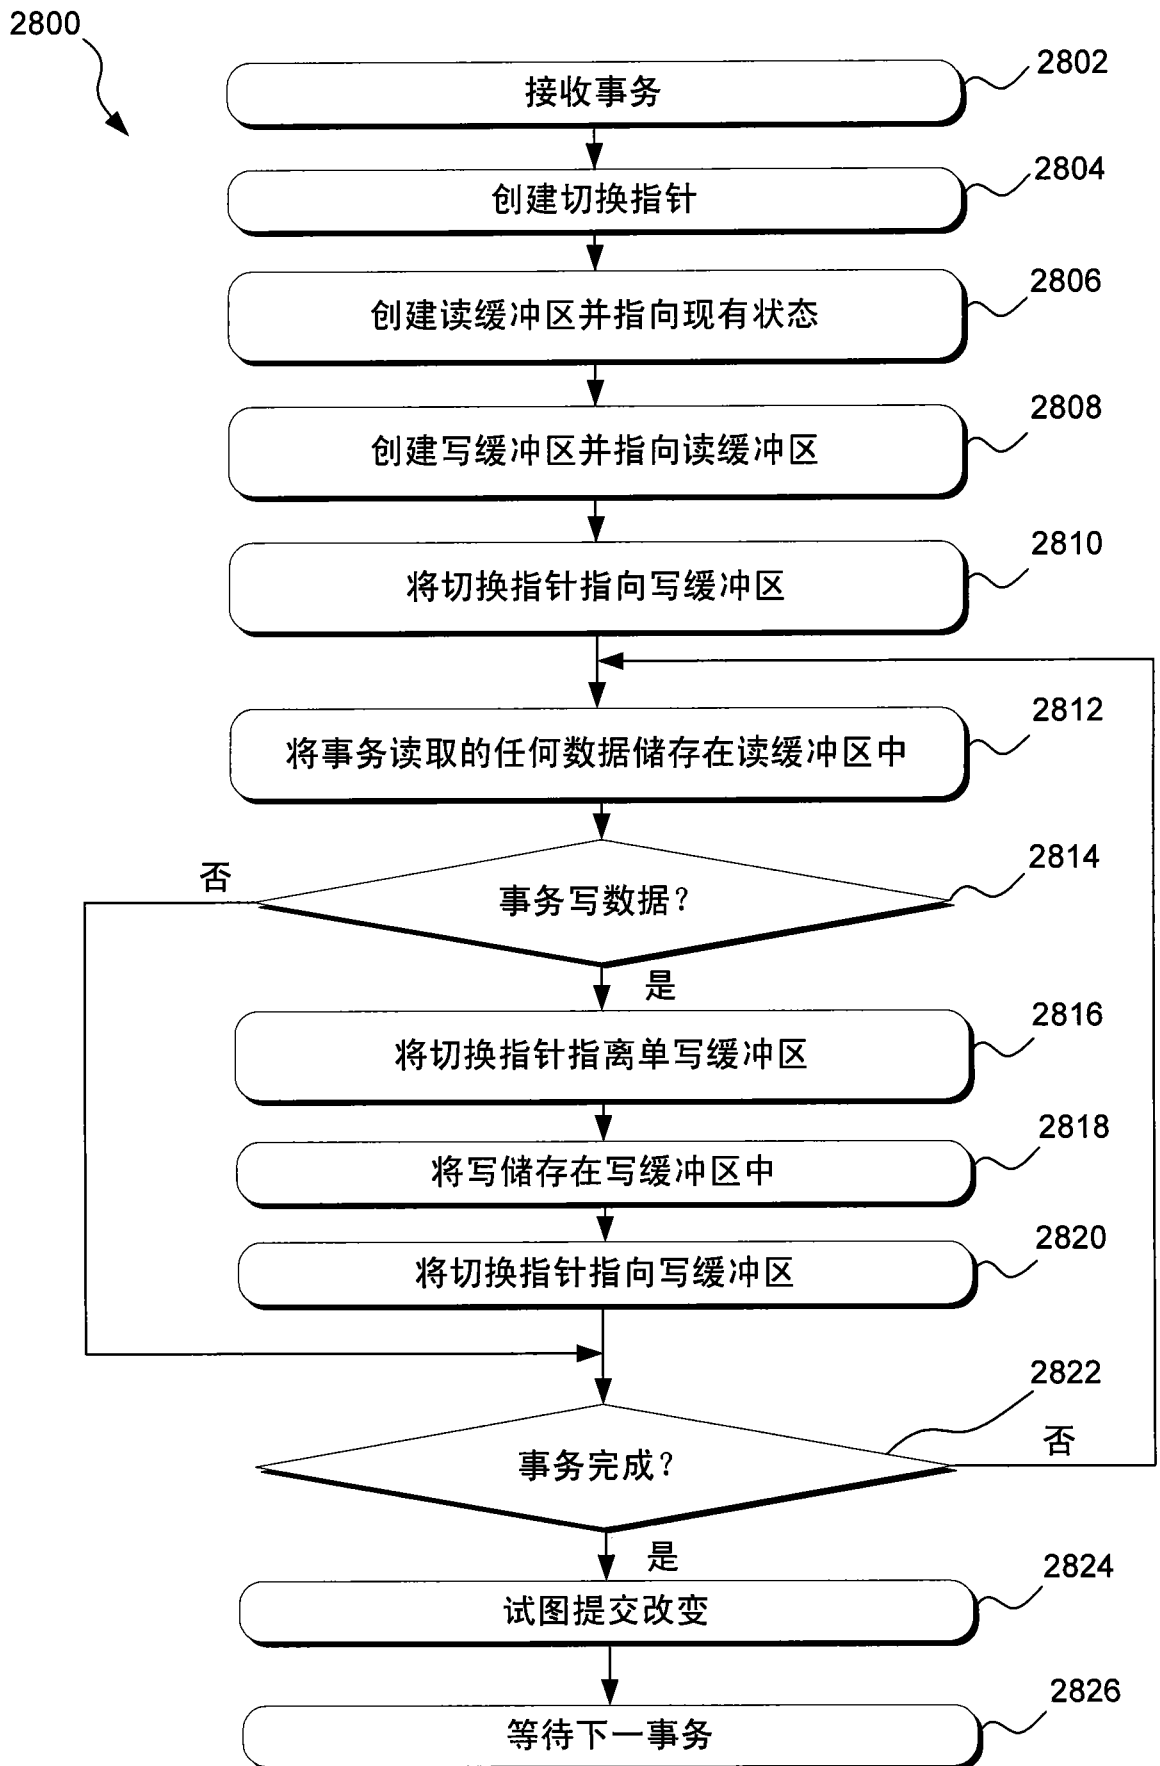 2800
接收事务
2802
创建切换指针
2804
创建读缓冲区并指向现有状态
2806
创建写缓冲区并指向读缓冲区
2808
将切换指针指向写缓冲区
2810
将事务读取的任何数据储存在读缓冲区中
2812
事务写数据？
2814
否
是
将切换指针指离单写缓冲区
2816
将写储存在写缓冲区中
2818
将切换指针指向写缓冲区
2820
事务完成？
2822
否
是
试图提交改变
2824
等待下一事务
2826